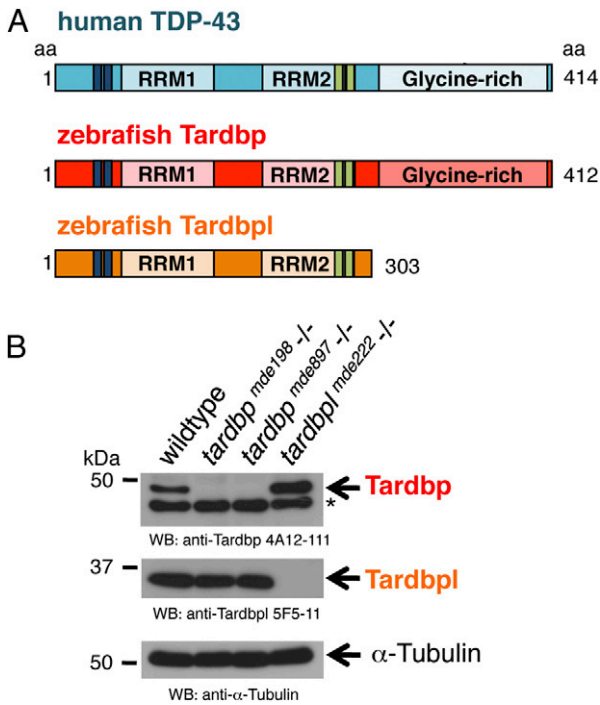 A
human TDP-43
aa aa
1 RRM1 RRM2 Glycine-rich 414
zebrafish Tardbp
1 RRM1 RRM2 Glycine-rich 412
zebrafish Tardbpl
1 RRM1 RRM2 303
B
wildtype
tardbp mde198 -/-
tardbp mde897 -/-
tardbpl mde222 -/-
kDa
50 Tardbp
*
WB: anti-Tardbp 4A12-111
37 Tardbpl
WB: anti-Tardbpl 5F5-11
50 α-Tubulin
WB: anti-α-Tubulin